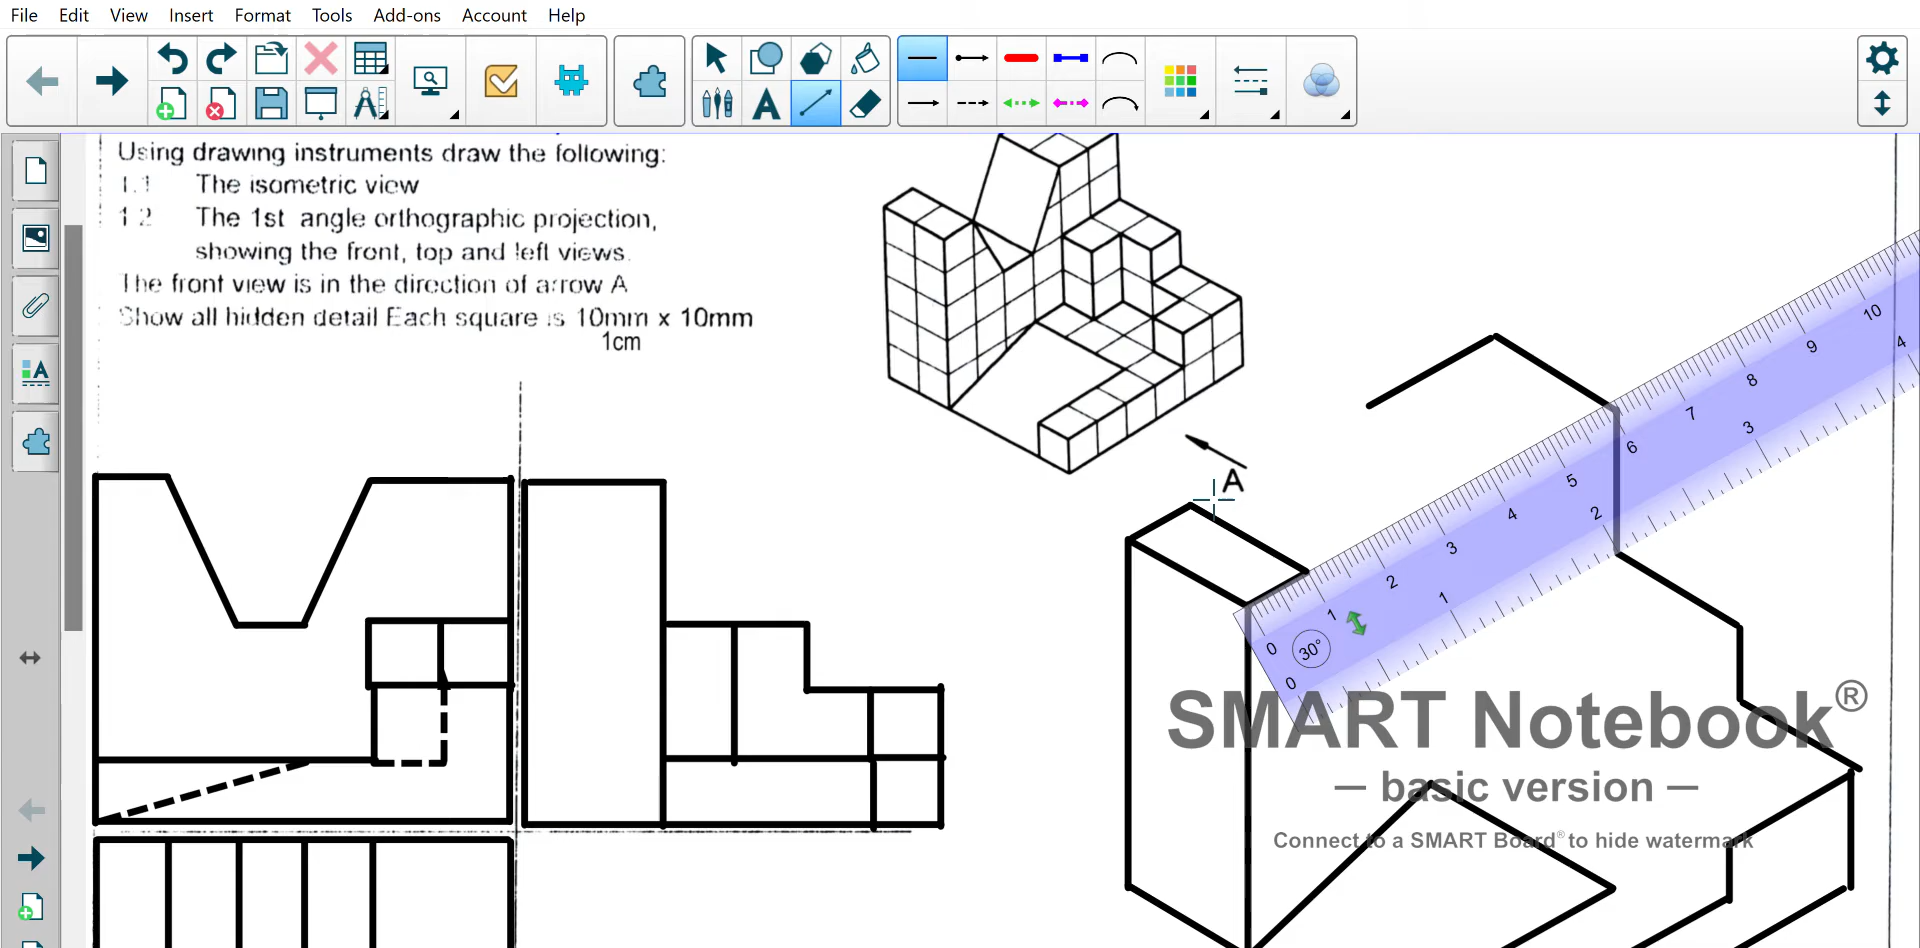 File Edit View Insert Format Tools Add-ons Account Help
Using drawing instruments draw the following:
1.1 The isometric view
1 2 The 1st angle orthographic projection,
showing the front, top and left views.
The front view is in the direction of arrow A
Show all hidden detail Each square is 10mm x 10mm
1cm
A
0 1 2 3 4 5 6 7 8 9 10
30°
0 1 2 3 4
SMART Notebook®
— basic version —
Connect to a SMART Board® to hide watermark